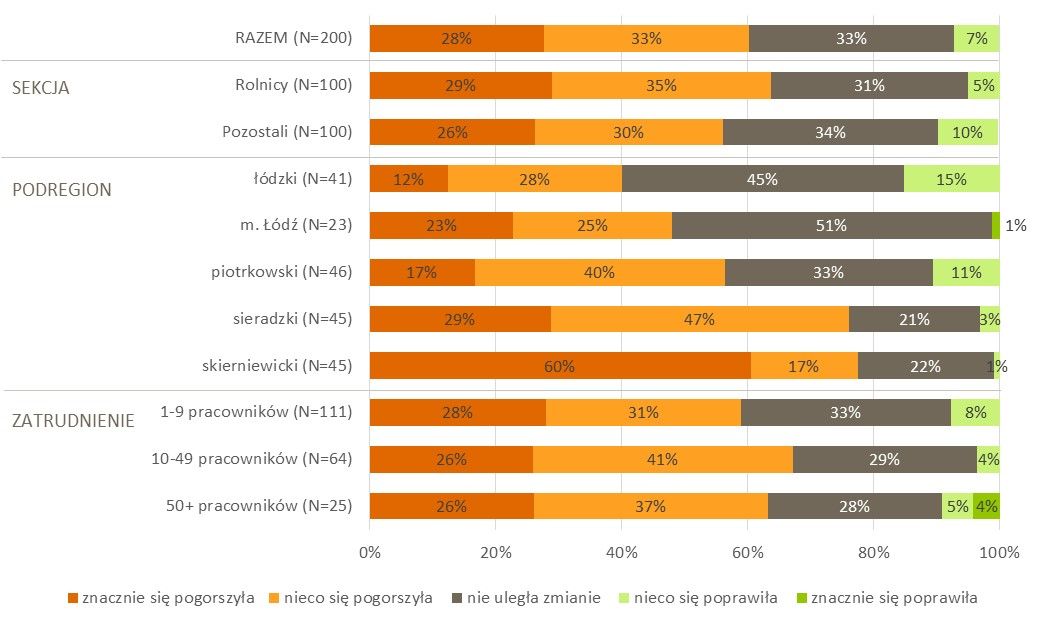 RAZEM (N=200) 28% 33% 33% 7%
SEKCJA
Rolnicy (N=100) 29% 35% 31% 5%
Pozostali (N=100) 26% 30% 34% 10%
PODREGION
łódzki (N=41) 12% 28% 45% 15%
m. Łódź (N=23) 23% 25% 51% 1%
piotrkowski (N=46) 17% 40% 33% 11%
sieradzki (N=45) 29% 47% 21% 3%
skierniewicki (N=45) 60% 17% 22% 1%
ZATRUDNIENIE
1-9 pracowników (N=111) 28% 31% 33% 8%
10-49 pracowników (N=64) 26% 41% 29% 4%
50+ pracowników (N=25) 26% 37% 28% 5% 4%
0% 20% 40% 60% 80% 100%
znacznie się pogorszyła nieco się pogorszyła nie uległa zmianie nieco się poprawiła znacznie się poprawiła